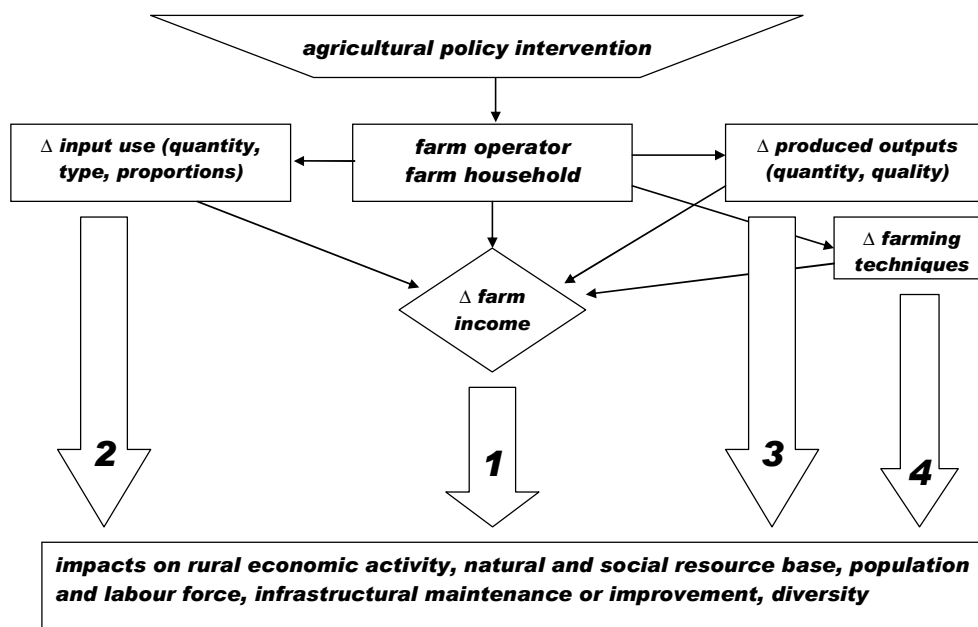 agricultural policy intervention
Δ input use (quantity,
type, proportions)
farm operator
farm household
Δ produced outputs
(quantity, quality)
Δ farming
techniques
Δ farm
income
2
1
3
4
impacts on rural economic activity, natural and social resource base, population
and labour force, infrastructural maintenance or improvement, diversity